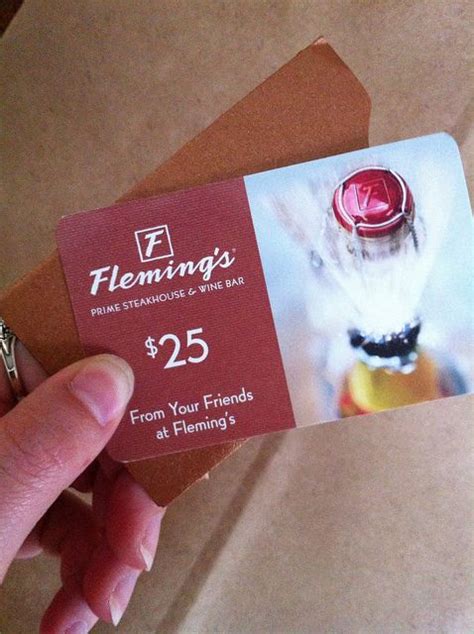 F
Fleming's®
PRIME STEAKHOUSE & WINE BAR
$25
From Your Friends
at Fleming's
F